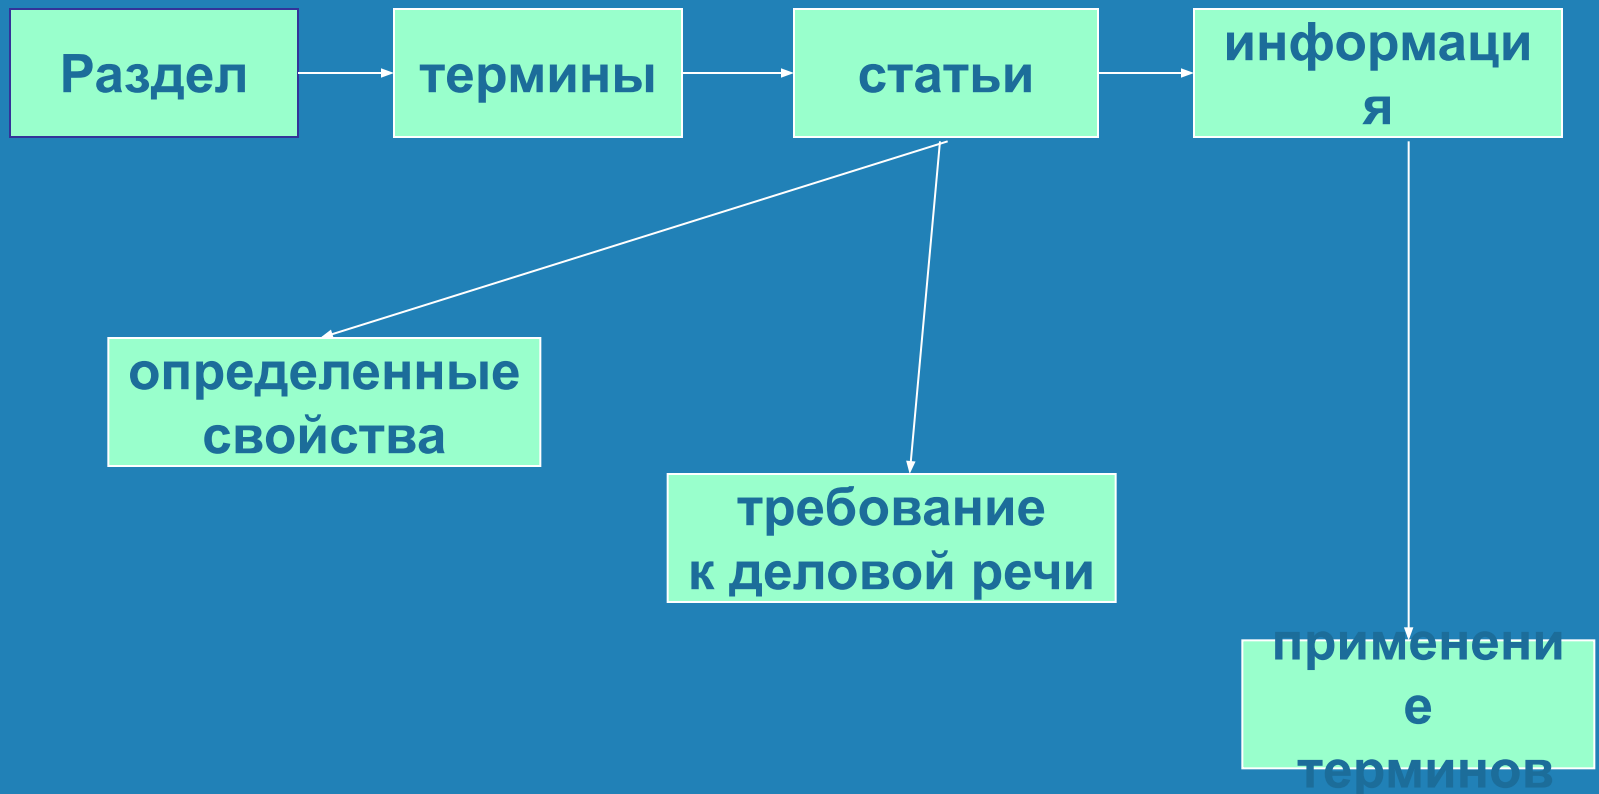 Раздел
термины
статьи
информаци
я
определенные
свойства
требование
к деловой речи
применени
е
терминов